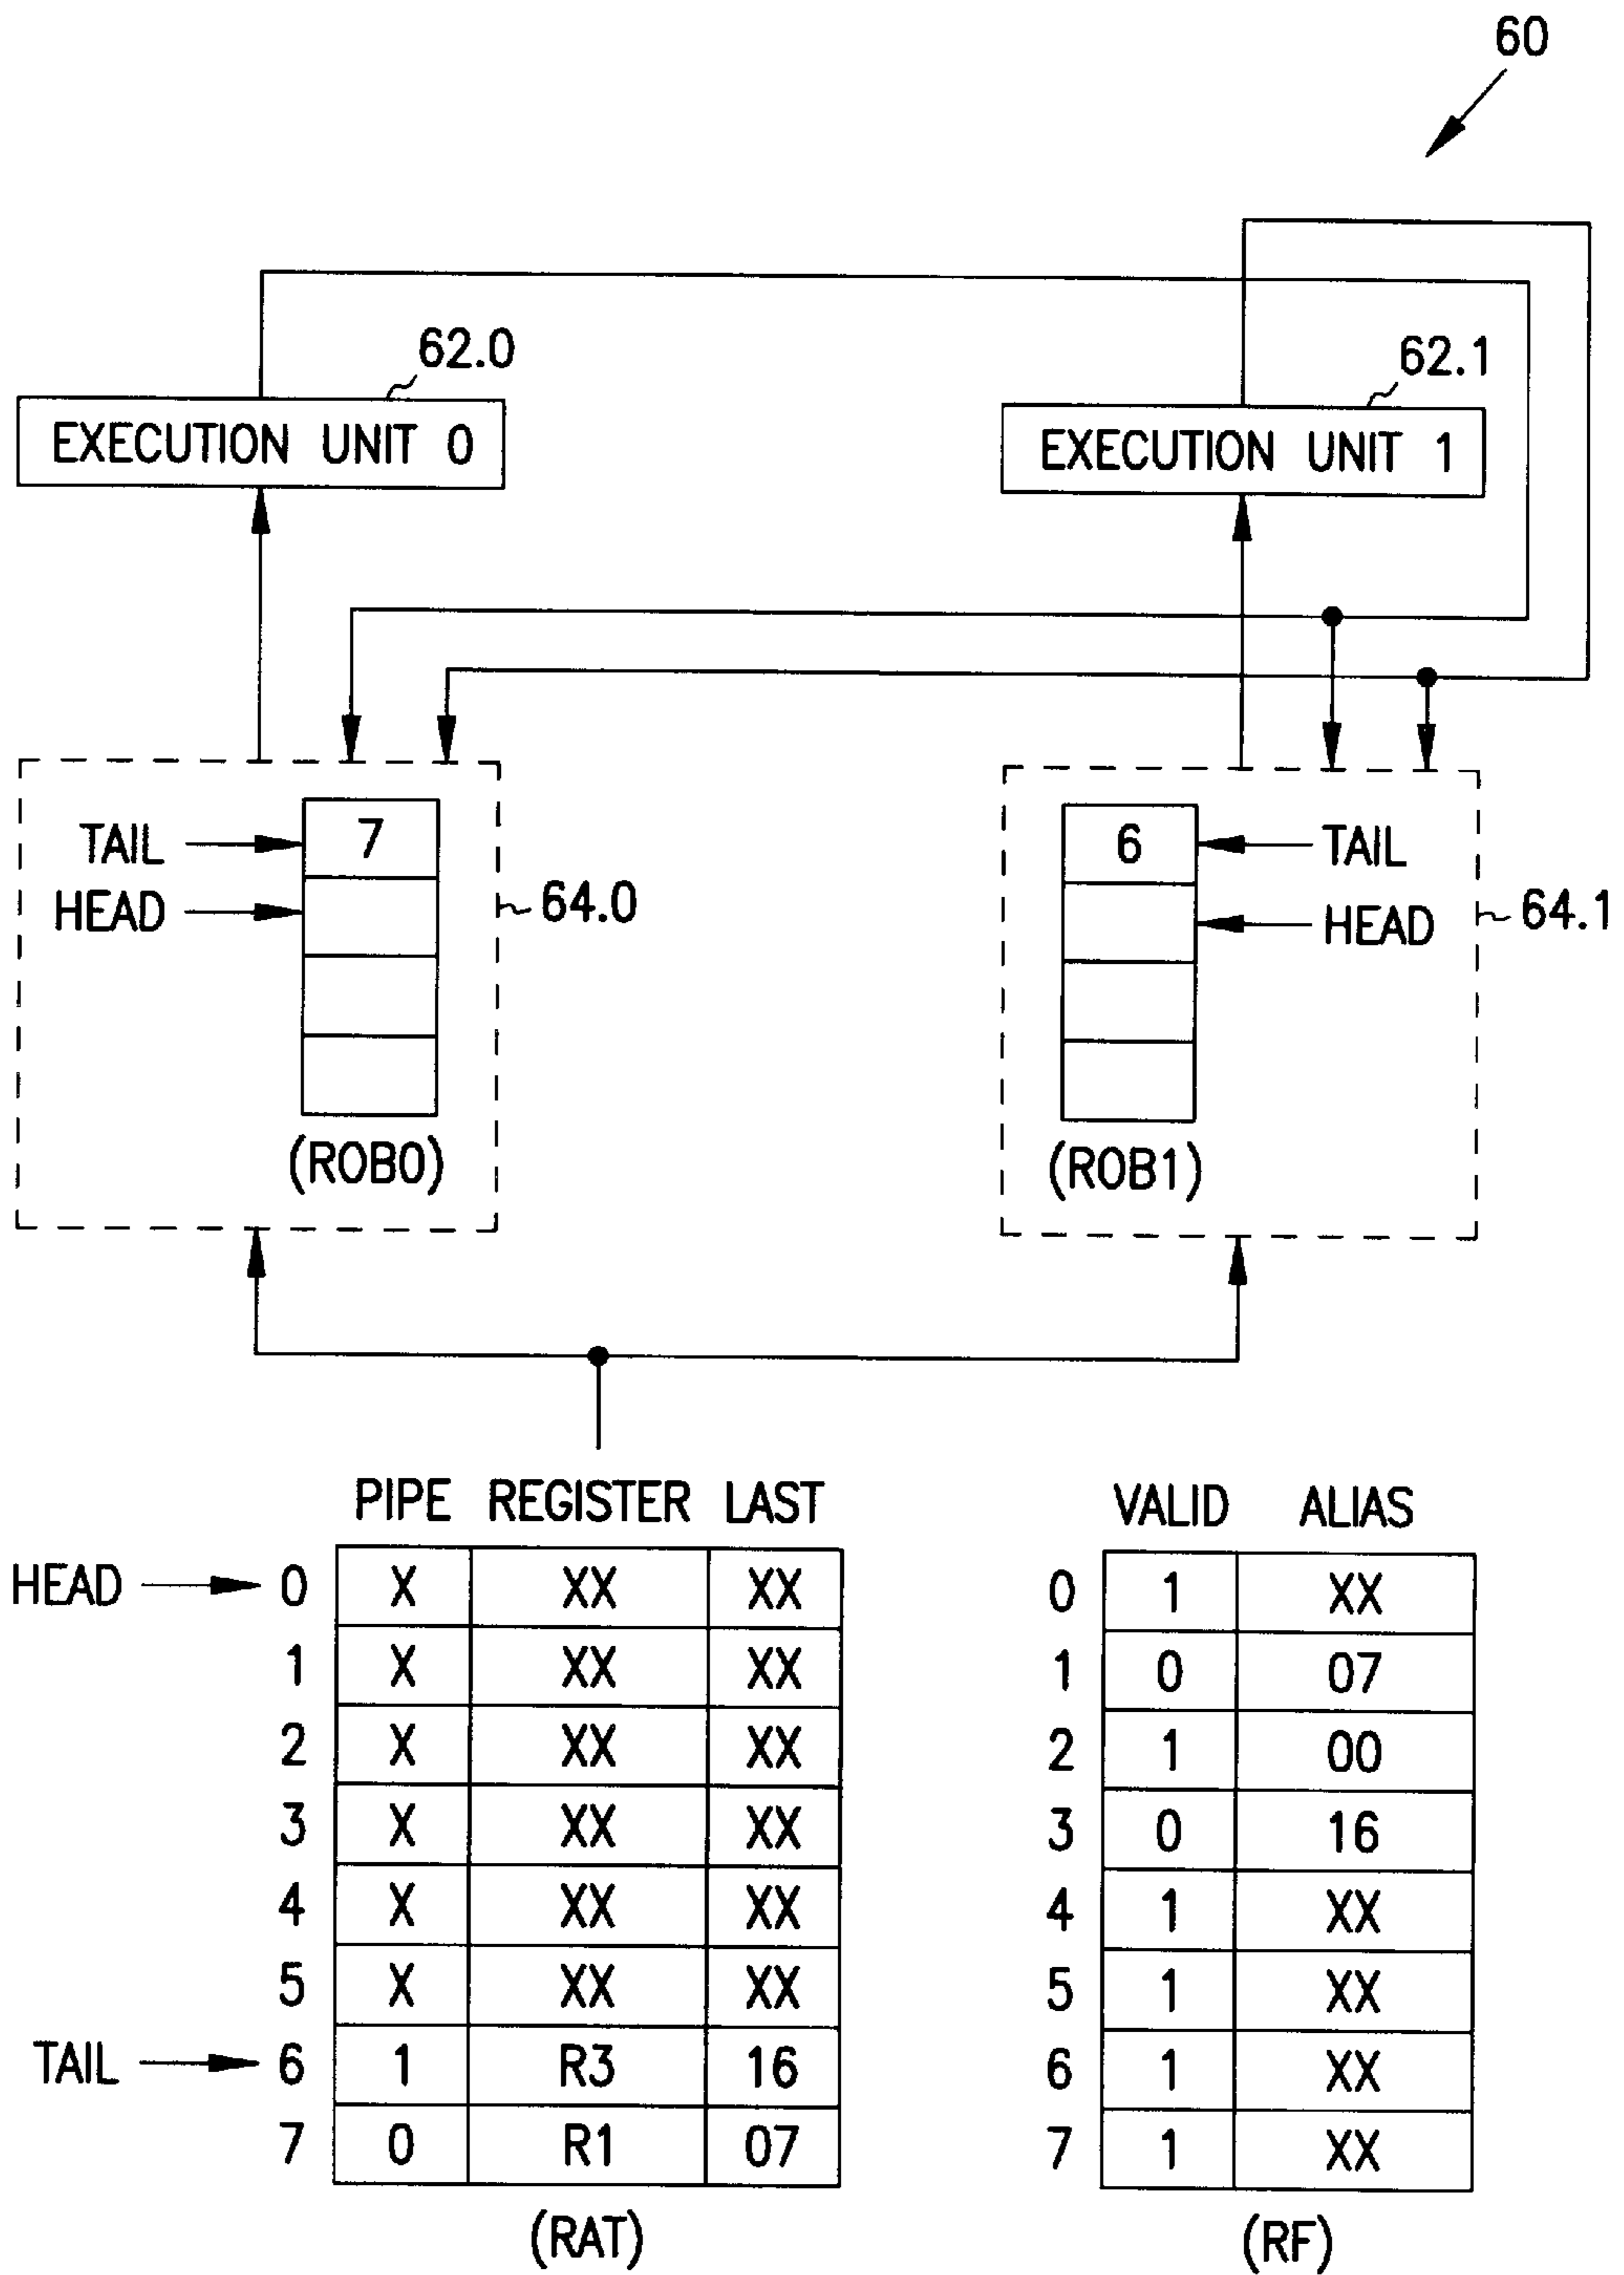 60
62.0
62.1
EXECUTION UNIT 0
EXECUTION UNIT 1
TAIL 7
6 TAIL
HEAD
HEAD
64.0
64.1
(ROB0)
(ROB1)
PIPE REGISTER LAST
VALID ALIAS
HEAD 0 X XX XX
0 1 XX
1 X XX XX
1 0 07
2 X XX XX
2 1 00
3 X XX XX
3 0 16
4 X XX XX
4 1 XX
5 X XX XX
5 1 XX
TAIL 6 1 R3 16
6 1 XX
7 0 R1 07
7 1 XX
(RAT)
(RF)